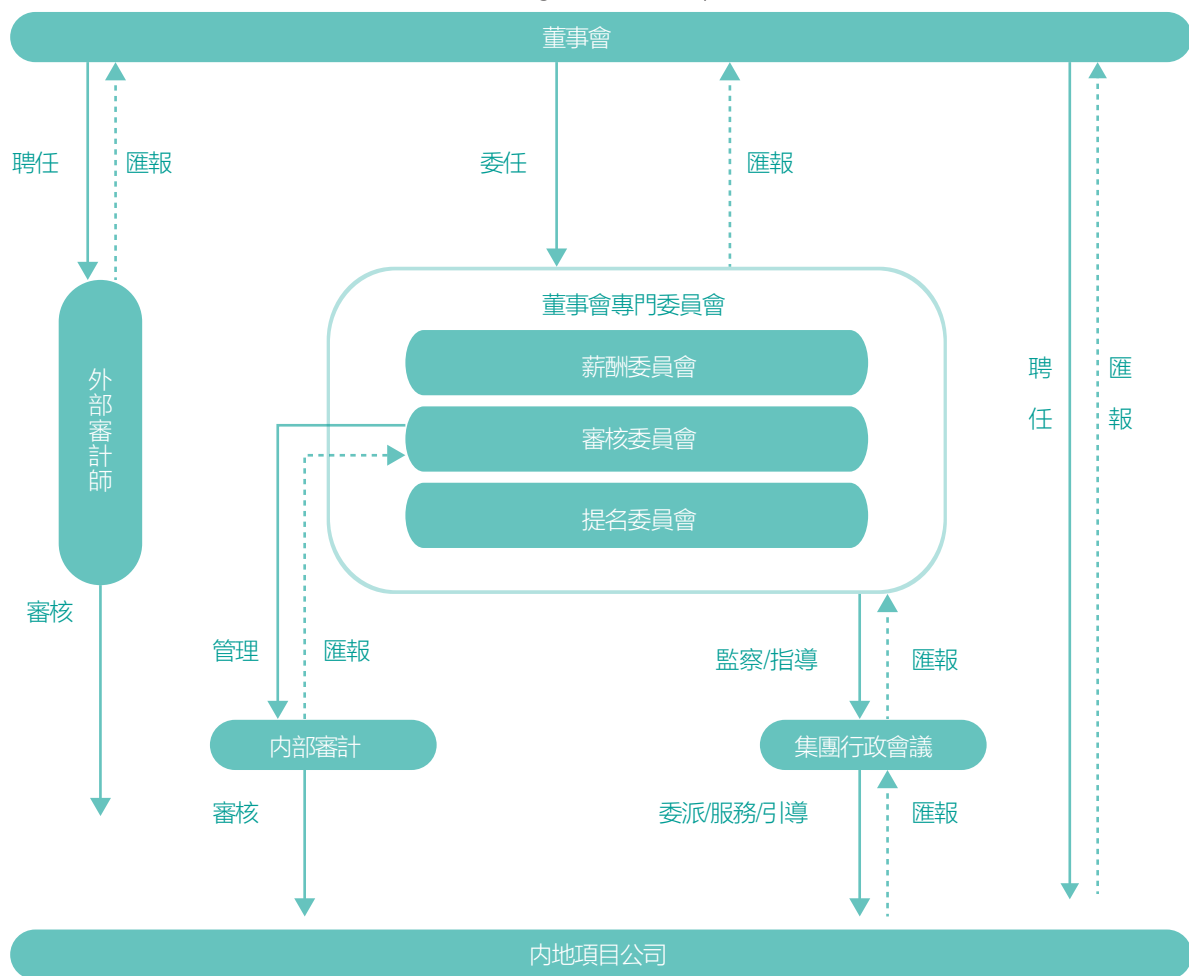 董事會
聘任
匯報
委任
匯報
董事會專門委員會
薪酬委員會
審核委員會
提名委員會
外部審計師
聘任
匯報
審核
管理
匯報
監察/指導
匯報
內部審計
集團行政會議
審核
委派/服務/引導
匯報
內地項目公司